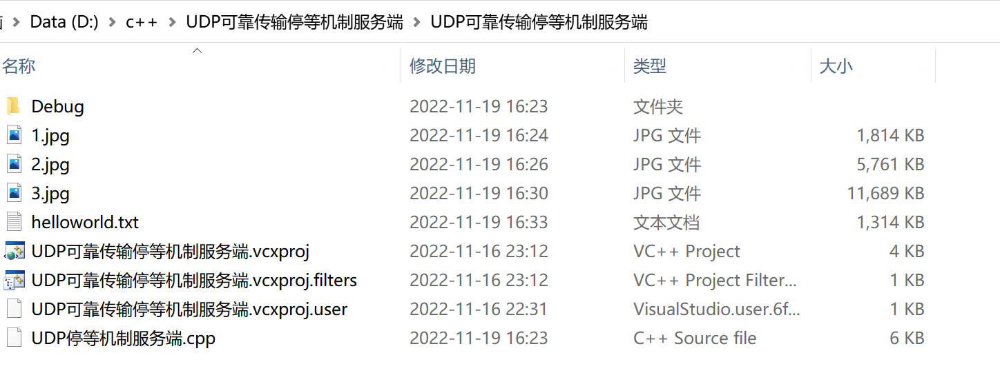 Data (D:) > c++ > UDP可靠传输停等机制服务端 > UDP可靠传输停等机制服务端
名称 修改日期 类型 大小
Debug 2022-11-19 16:23 文件夹
1.jpg 2022-11-19 16:24 JPG 文件 1,814 KB
2.jpg 2022-11-19 16:26 JPG 文件 5,761 KB
3.jpg 2022-11-19 16:30 JPG 文件 11,689 KB
helloworld.txt 2022-11-19 16:33 文本文档 1,314 KB
UDP可靠传输停等机制服务端.vcxproj 2022-11-16 23:12 VC++ Project 4 KB
UDP可靠传输停等机制服务端.vcxproj.filters 2022-11-16 23:12 VC++ Project Filter... 1 KB
UDP可靠传输停等机制服务端.vcxproj.user 2022-11-16 22:31 VisualStudio.user.6f... 1 KB
UDP停等机制服务端.cpp 2022-11-19 16:23 C++ Source file 6 KB